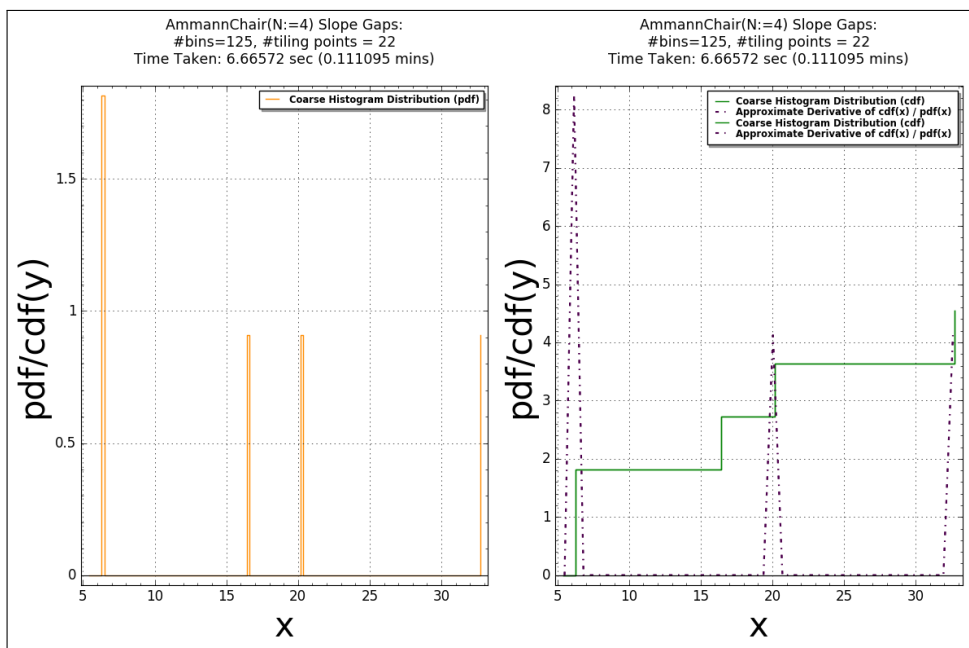 AmmannChair(N:=4) Slope Gaps:
#bins=125, #tiling points = 22
Time Taken: 6.66572 sec (0.111095 mins)
Coarse Histogram Distribution (pdf)
pdf/cdf(y)
1.5
1
0.5
0
5 10 15 20 25 30
x
AmmannChair(N:=4) Slope Gaps:
#bins=125, #tiling points = 22
Time Taken: 6.66572 sec (0.111095 mins)
Coarse Histogram Distribution (cdf)
Approximate Derivative of cdf(x) / pdf(x)
Coarse Histogram Distribution (cdf)
Approximate Derivative of cdf(x) / pdf(x)
pdf/cdf(y)
8
7
6
5
4
3
2
1
0
5 10 15 20 25 30
x